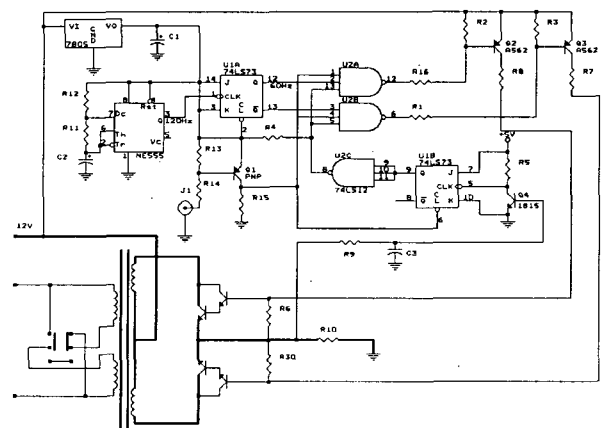 VI VO
GND
7805
C1
R12
R11
C2
8 4
Rst
7 Dc
Q 3
120Hz
6 Th
2 Tr
VC 5
1
NE555
U1A
74LS73
14 J
1 CLK
3 K
Q 12
60Hz
Q 13
C
L
2
R13
R14
J1
R4
Q1
PNP
R15
U2A
1
2
13
12
R16
U2B
3
4
5
6
R1
U2C
74LS12
8
9
10
11
U1B
74LS73
9 Q
8 Q
J 7
CLK 5
K 10
C
L
6
R2
R3
Q2
A562
Q3
A562
R8
R7
+5V
R5
Q4
1815
R9
C3
12V
R6
R10
R30